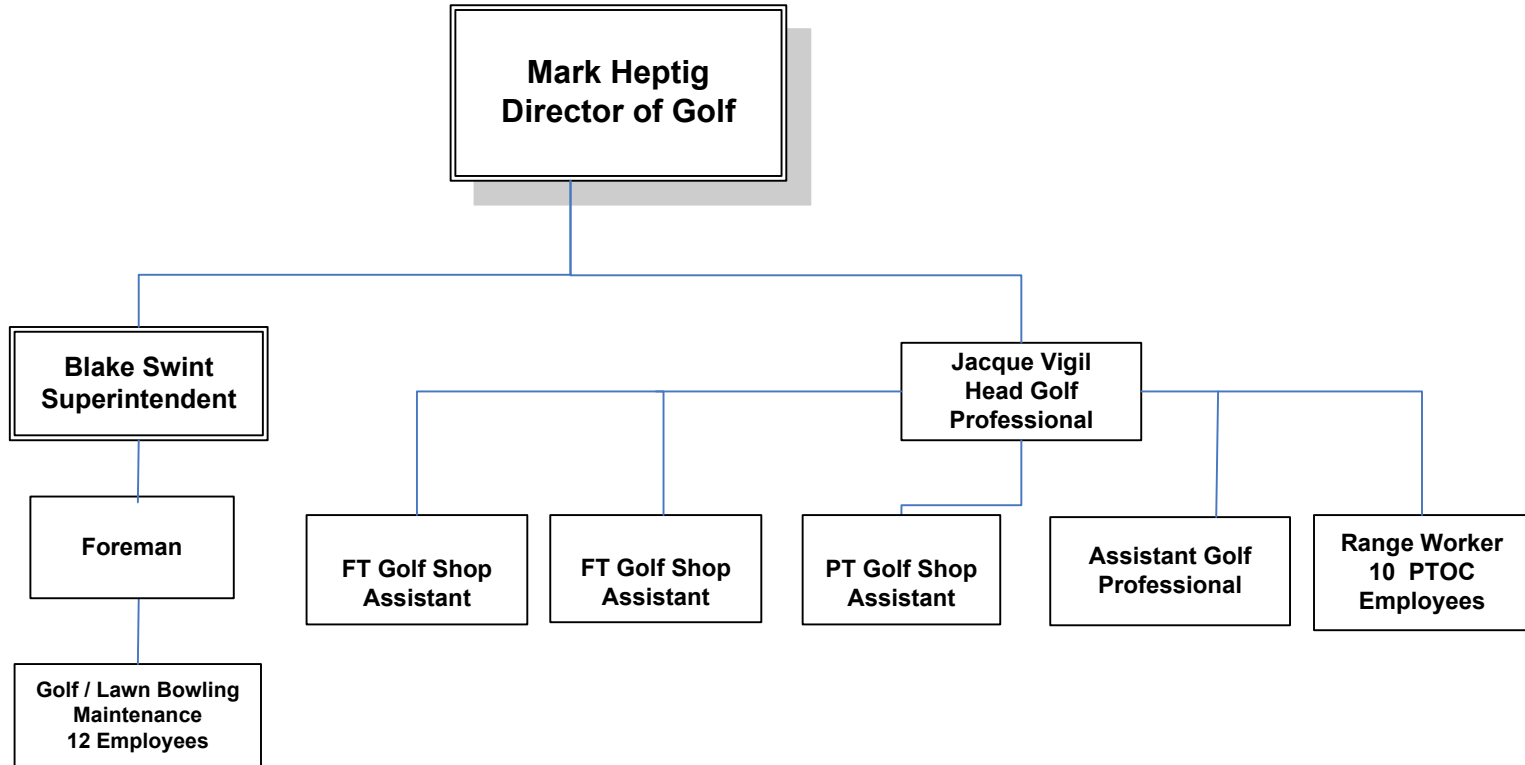 Mark Heptig
Director of Golf
Blake Swint
Superintendent
Jacque Vigil
Head Golf
Professional
Foreman
FT Golf Shop
Assistant
FT Golf Shop
Assistant
PT Golf Shop
Assistant
Assistant Golf
Professional
Range Worker
10 PTOC
Employees
Golf / Lawn Bowling
Maintenance
12 Employees